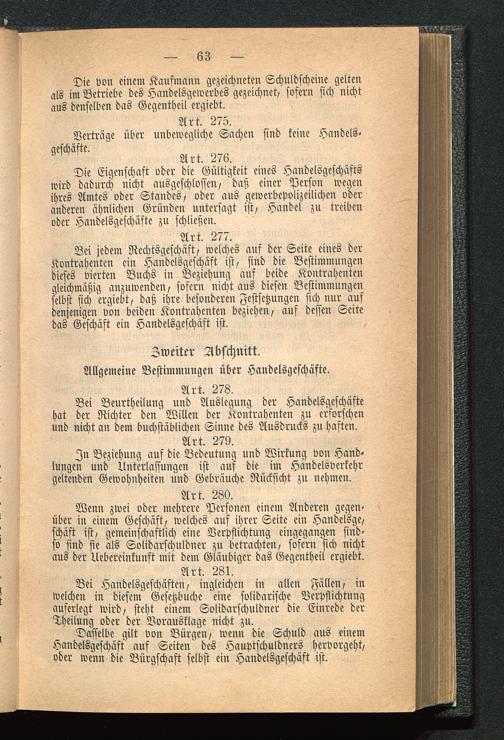 — 63 —
Die von einem Kaufmann gezeichneten Schuldscheine gelten
als im Betriebe des Handelsgewerbes gezeichnet, sofern sich nicht
aus denselben das Gegentheil ergiebt.
Art. 275.
Verträge über unbewegliche Sachen sind keine Handels-
geschäfte.
Art. 276.
Die Eigenschaft oder die Gültigkeit eines Handelsgeschäfts
wird dadurch nicht ausgeschlossen, daß einer Person wegen
ihres Amtes oder Standes, oder aus gewerbepolizeilichen oder
anderen ähnlichen Gründen untersagt ist, Handel zu treiben
oder Handelsgeschäfte zu schließen.
Art. 277.
Bei jedem Rechtsgeschäft, welches auf der Seite eines der
Kontrahenten ein Handelsgeschäft ist, sind die Bestimmungen
dieses vierten Buchs in Beziehung auf beide Kontrahenten
gleichmäßig anzuwenden, sofern nicht aus diesen Bestimmungen
selbst sich ergiebt, daß ihre besonderen Festsetzungen sich nur auf
denjenigen von beiden Kontrahenten beziehen, auf dessen Seite
das Geschäft ein Handelsgeschäft ist.
Zweiter Abschnitt.
Allgemeine Bestimmungen über Handelsgeschäfte.
Art. 278.
Bei Beurtheilung und Auslegung der Handelsgeschäfte
hat der Richter den Willen der Kontrahenten zu erforschen
und nicht an dem buchstäblichen Sinne des Ausdrucks zu haften.
Art. 279.
In Beziehung auf die Bedeutung und Wirkung von Hand-
lungen und Unterlassungen ist auf die im Handelsverkehr
geltenden Gewohnheiten und Gebräuche Rücksicht zu nehmen.
Art. 280.
Wenn zwei oder mehrere Personen einem Anderen gegen-
über in einem Geschäft, welches auf ihrer Seite ein Handelsge,
schäft ist, gemeinschaftlich eine Verpflichtung eingegangen sind-
so sind sie als Solidarschuldner zu betrachten, sofern sich nicht
aus der Uebereinkunft mit dem Gläubiger das Gegentheil ergiebt.
Art. 281.
Bei Handelsgeschäften, ingleichen in allen Fällen, in
welchen in diesem Gesetzbuche eine solidarische Verpflichtung
auferlegt wird, steht einem Solidarschuldner die Einrede der
Theilung oder der Vorausklage nicht zu.
Dasselbe gilt von Bürgen, wenn die Schuld aus einem
Handelsgeschäft auf Seiten des Hauptschuldners hervorgeht,
oder wenn die Bürgschaft selbst ein Handelsgeschäft ist.